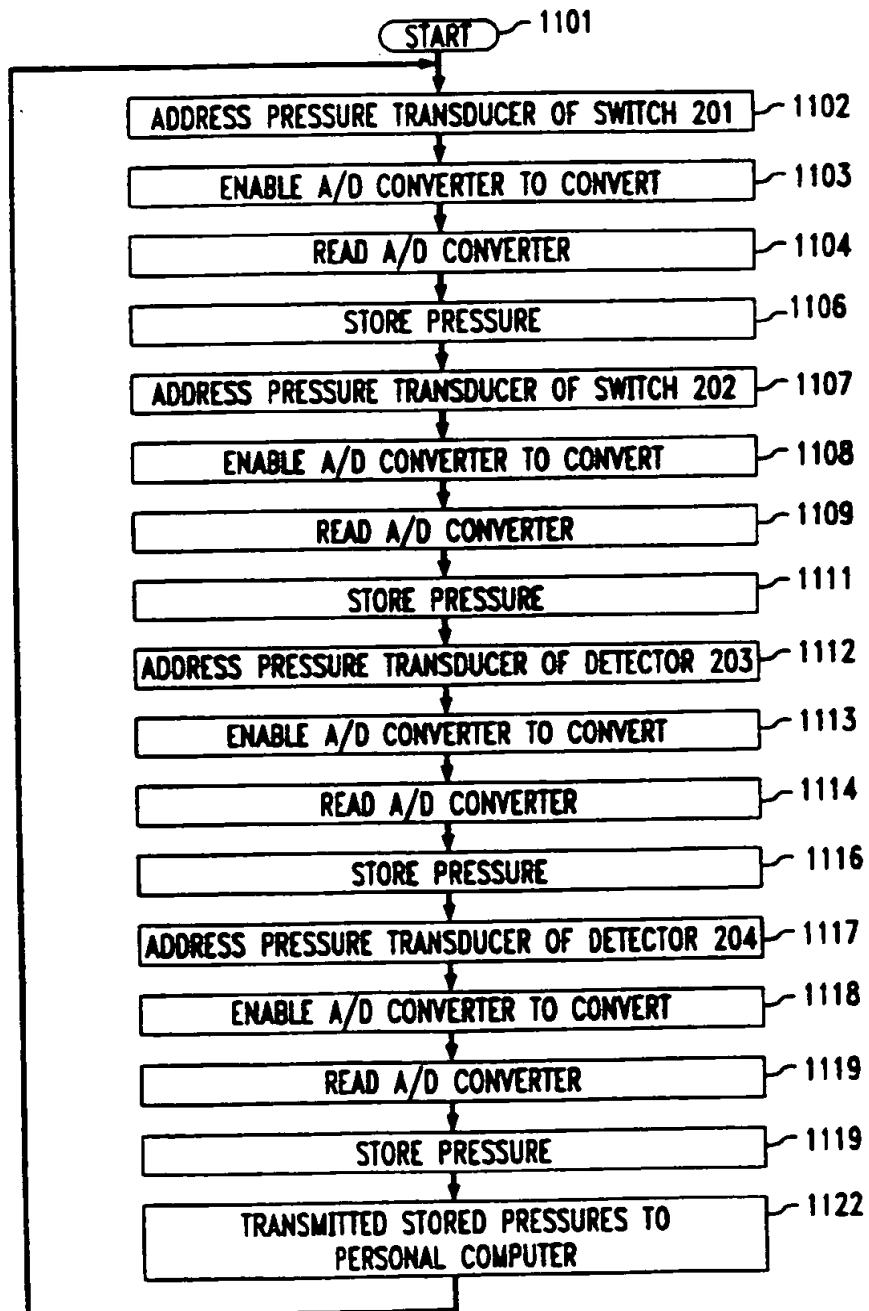 START 1101
ADDRESS PRESSURE TRANSDUCER OF SWITCH 201 1102
ENABLE A/D CONVERTER TO CONVERT 1103
READ A/D CONVERTER 1104
STORE PRESSURE 1106
ADDRESS PRESSURE TRANSDUCER OF SWITCH 202 1107
ENABLE A/D CONVERTER TO CONVERT 1108
READ A/D CONVERTER 1109
STORE PRESSURE 1111
ADDRESS PRESSURE TRANSDUCER OF DETECTOR 203 1112
ENABLE A/D CONVERTER TO CONVERT 1113
READ A/D CONVERTER 1114
STORE PRESSURE 1116
ADDRESS PRESSURE TRANSDUCER OF DETECTOR 204 1117
ENABLE A/D CONVERTER TO CONVERT 1118
READ A/D CONVERTER 1119
STORE PRESSURE 1119
TRANSMITTED STORED PRESSURES TO 1122
PERSONAL COMPUTER